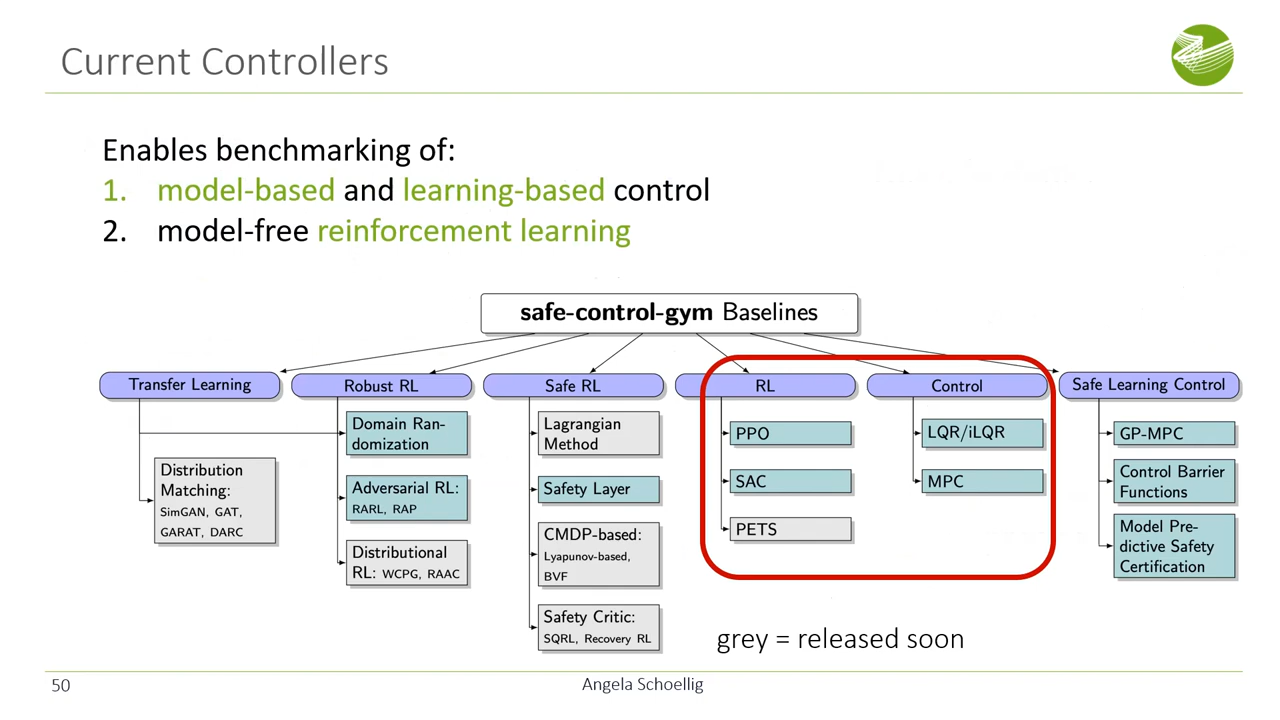 Current Controllers
Enables benchmarking of:
1. model-based and learning-based control
2. model-free reinforcement learning
safe-control-gym Baselines
Transfer Learning
Distribution
Matching:
SimGAN, GAT,
GARAT, DARC
Robust RL
Domain Ran-
domization
Adversarial RL:
RARL, RAP
Distributional
RL: WCPG, RAAC
Safe RL
Lagrangian
Method
Safety Layer
CMDP-based:
Lyapunov-based,
BVF
Safety Critic:
SQRL, Recovery RL
RL
PPO
SAC
PETS
Control
LQR/iLQR
MPC
Safe Learning Control
GP-MPC
Control Barrier
Functions
Model Pre-
dictive Safety
Certification
grey = released soon
50
Angela Schoellig